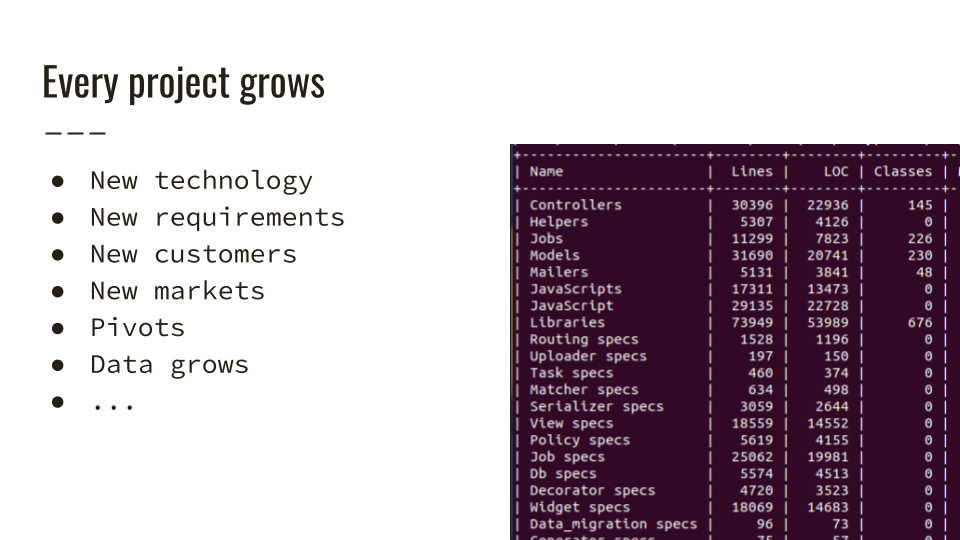 Every project grows
● New technology
● New requirements
● New customers
● New markets
● Pivots
● Data grows
● ...
| Name | Lines | LOC | Classes |
| Controllers | 30396 | 22936 | 145 |
| Helpers | 5307 | 4126 | 0 |
| Jobs | 11299 | 7823 | 226 |
| Models | 31690 | 20741 | 230 |
| Mailers | 5131 | 3841 | 48 |
| JavaScripts | 17311 | 13473 | 0 |
| JavaScript | 29135 | 22728 | 0 |
| Libraries | 73949 | 53989 | 676 |
| Routing specs | 1528 | 1196 | 0 |
| Uploader specs | 197 | 150 | 0 |
| Task specs | 460 | 374 | 0 |
| Matcher specs | 634 | 498 | 0 |
| Serializer specs | 3059 | 2644 | 0 |
| View specs | 18559 | 14552 | 0 |
| Policy specs | 5619 | 4155 | 0 |
| Job specs | 25062 | 19981 | 0 |
| Db specs | 5574 | 4513 | 0 |
| Decorator specs | 4720 | 3523 | 0 |
| Widget specs | 18069 | 14683 | 0 |
| Data_migration specs | 96 | 73 | 0 |